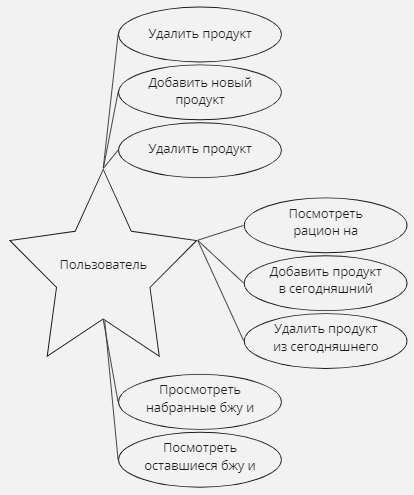 Удалить продукт
Добавить новый
продукт
Удалить продукт
Посмотреть
рацион на
Пользователь
Добавить продукт
в сегодняшний
Удалить продукт
из сегодняшнего
Просмотреть
набранные бжу и
Посмотреть
оставшиеся бжу и